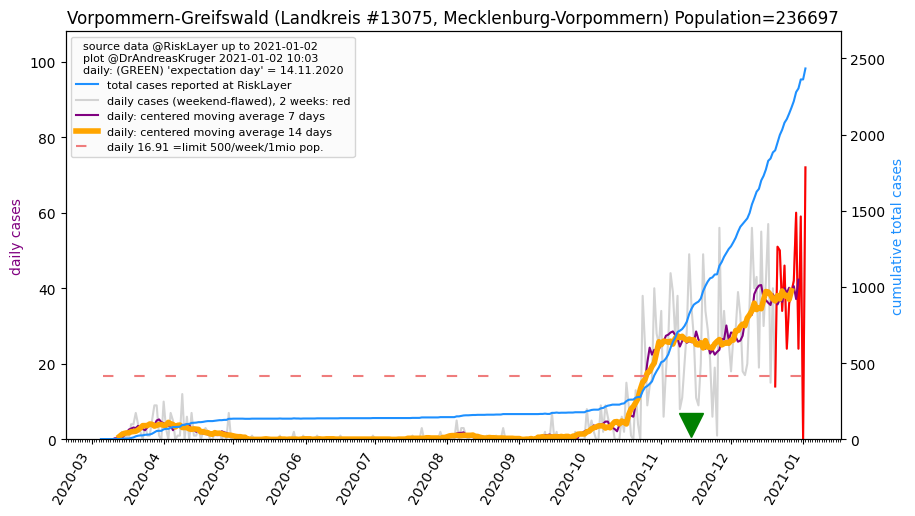 Vorpommern-Greifswald (Landkreis #13075, Mecklenburg-Vorpommern) Population=236697
source data @RiskLayer up to 2021-01-02
plot @DrAndreasKruger 2021-01-02 10:03
daily: (GREEN) 'expectation day' = 14.11.2020
total cases reported at RiskLayer
daily cases (weekend-flawed), 2 weeks: red
daily: centered moving average 7 days
daily: centered moving average 14 days
daily 16.91 =limit 500/week/1mio pop.
daily cases
100
80
60
40
20
0
cumulative total cases
2500
2000
1500
1000
500
0
2020-03
2020-04
2020-05
2020-06
2020-07
2020-08
2020-09
2020-10
2020-11
2020-12
2021-01